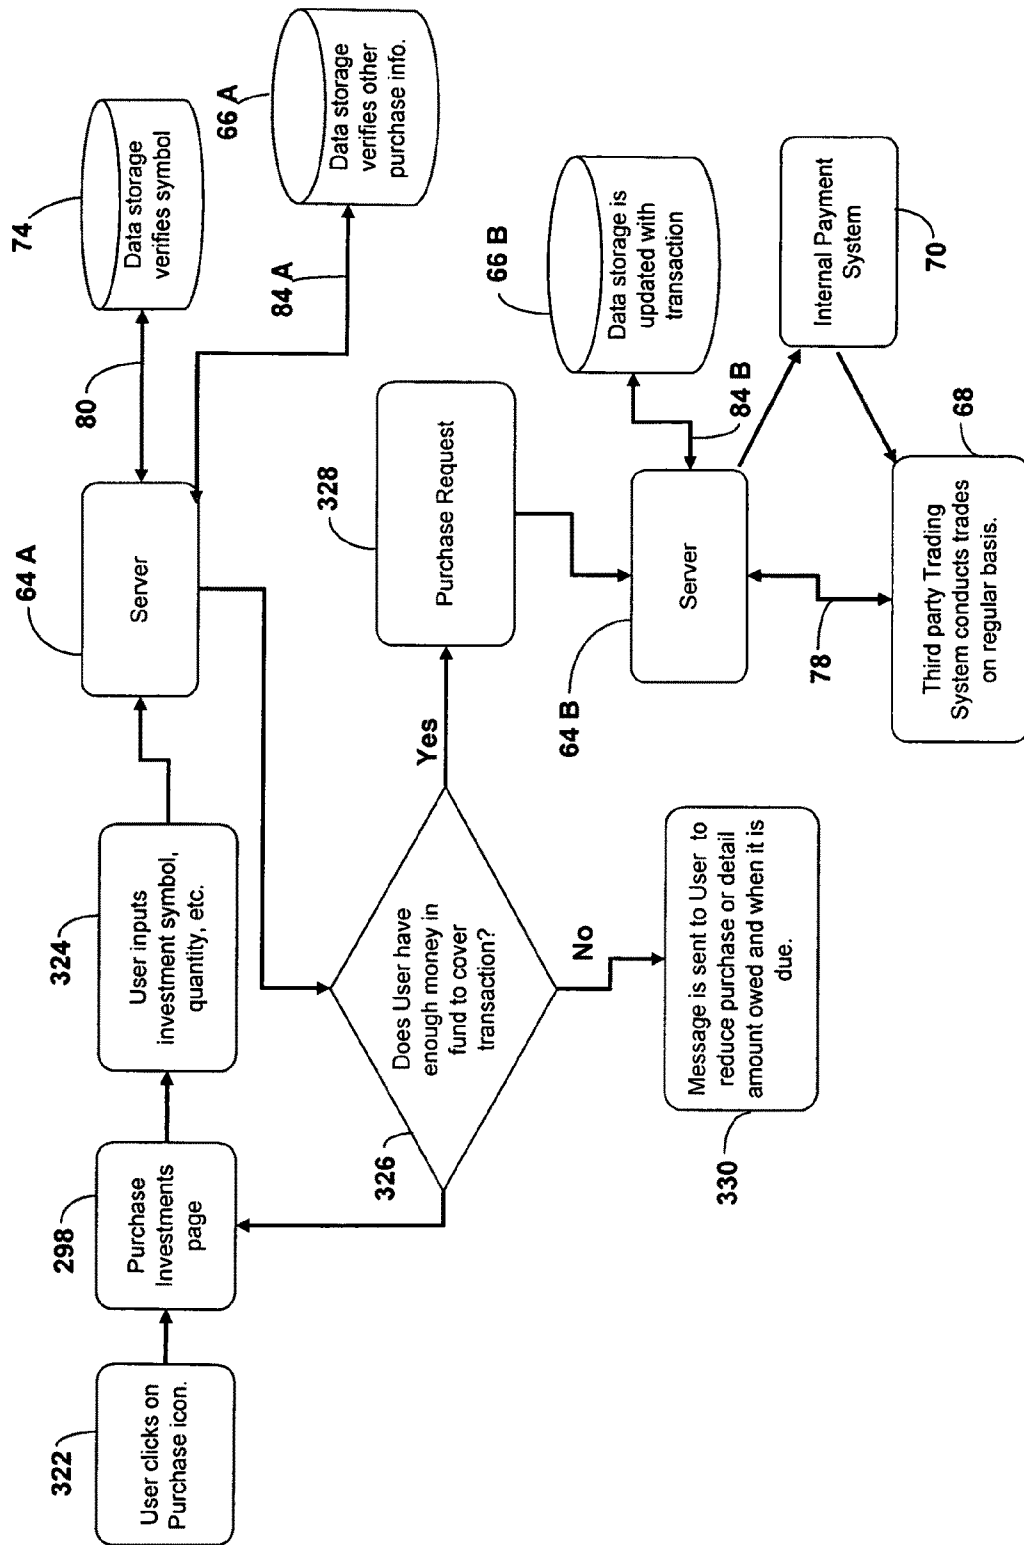 322
User clicks on
Purchase icon.
298
Purchase
Investments
page
324
User inputs
investment symbol,
quantity, etc.
64 A
Server
80
74
Data storage
verifies symbol
84 A
66 A
Data storage
verifies other
purchase info.
326
Does User have
enough money in
fund to cover
transaction?
Yes
328
Purchase Request
No
330
Message is sent to User to
reduce purchase or detail
amount owed and when it is
due.
64 B
Server
84 B
66 B
Data storage is
updated with
transaction
78
Third party Trading
System conducts trades
on regular basis.
68
Internal Payment
System
70